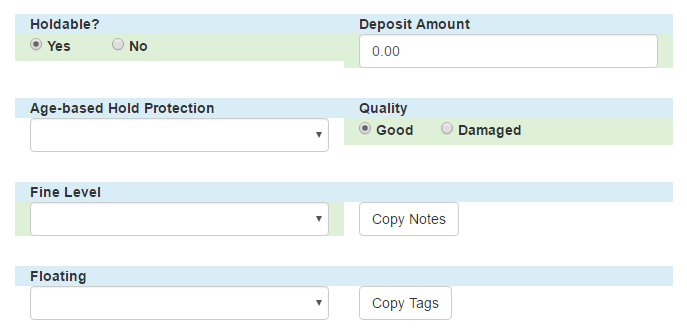 Holdable? Deposit Amount
Yes No 0.00
Age-based Hold Protection Quality
Good Damaged
Fine Level
Copy Notes
Floating
Copy Tags